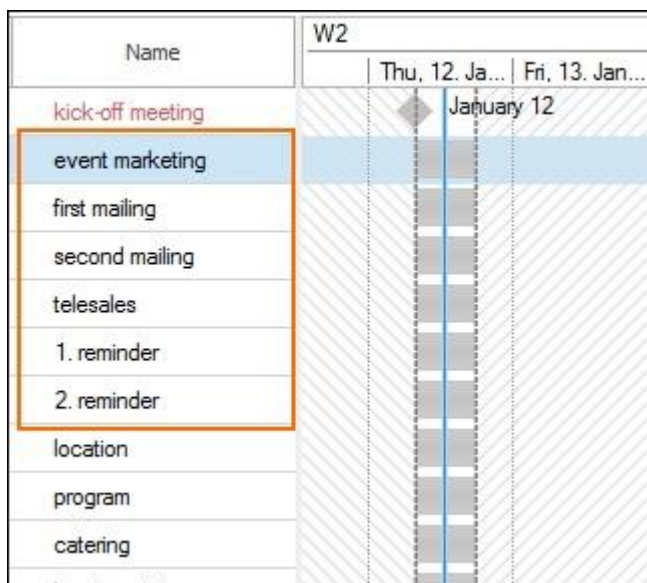 Name
W2
Thu, 12. Ja...
Fri, 13. Jan...
kick-off meeting
January 12
event marketing
first mailing
second mailing
telesales
1. reminder
2. reminder
location
program
catering